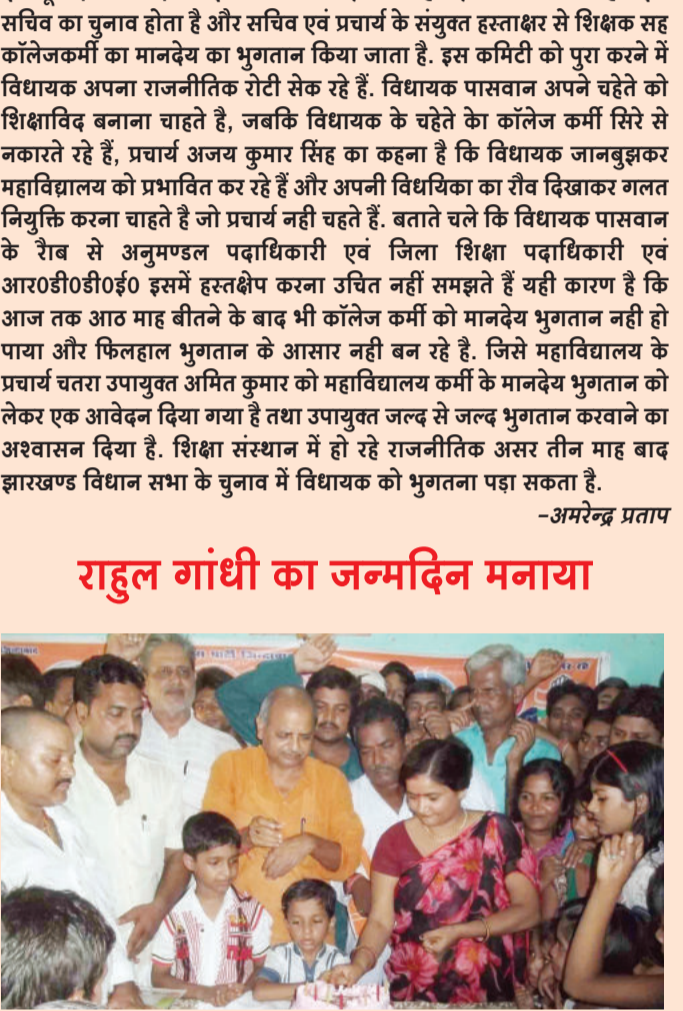 सचिव का चुनाव होता है और सचिव एवं प्रचार्य के संयुक्त हस्ताक्षर से शिक्षक सह
कॉलेजकर्मी का मानदेय का भुगतान किया जाता है. इस कमिटी को पुरा करने में
विधायक अपना राजनीतिक रोटी सेक रहे हैं. विधायक पासवान अपने चहेते को
शिक्षाविद बनाना चाहते है, जबकि विधायक के चहेते केा कॉलेज कर्मी सिरे से
नकारते रहे हैं, प्रचार्य अजय कुमार सिंह का कहना है कि विधायक जानबुझकर
महाविद्यालय को प्रभावित कर रहे हैं और अपनी विधयिका का रौव दिखाकर गलत
नियुक्ति करना चाहते है जो प्रचार्य नही चहते हैं. बताते चले कि विधायक पासवान
के रौाब से अनुमण्डल पदाधिकारी एवं जिला शिक्षा पदाधिकारी एवं
आर0डी0डी0ई0 इसमें हस्तक्षेप करना उचित नहीं समझते हैं यही कारण है कि
आज तक आठ माह बीतने के बाद भी कॉलेज कर्मी को मानदेय भुगतान नही हो
पाया और फिलहाल भुगतान के आसार नही बन रहे है. जिसे महाविद्यालय के
प्रचार्य चतरा उपायुक्त अमित कुमार को महाविद्यालय कर्मी के मानदेय भुगतान को
लेकर एक आवेदन दिया गया है तथा उपायुक्त जल्द से जल्द भुगतान करवाने का
अश्वासन दिया है. शिक्षा संस्थान में हो रहे राजनीतिक असर तीन माह बाद
झारखण्ड विधान सभा के चुनाव में विधायक को भुगतना पड़ा सकता है.
–अमरेन्द्र प्रताप
राहुल गांधी का जन्मदिन मनाया
पार्टी जिन्दाबाद